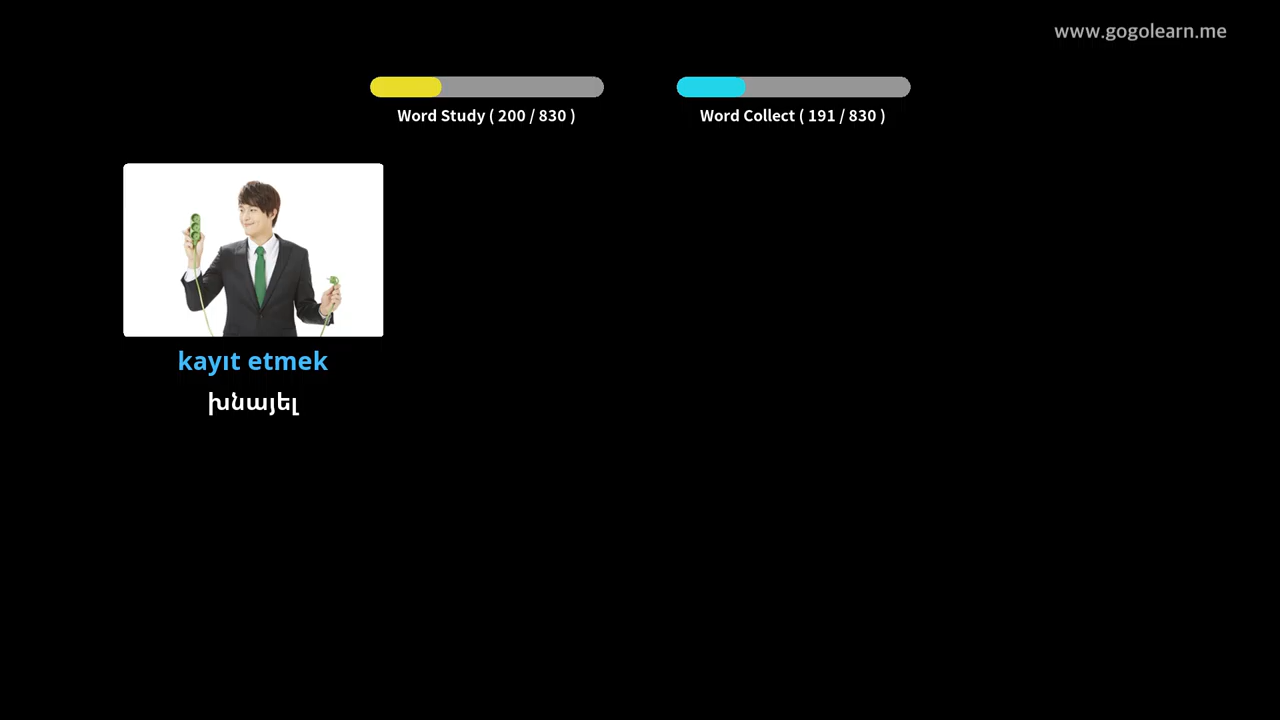 www.gogolearn.me
Word Study ( 200 / 830 )
Word Collect ( 191 / 830 )
kayıt etmek
խնայել